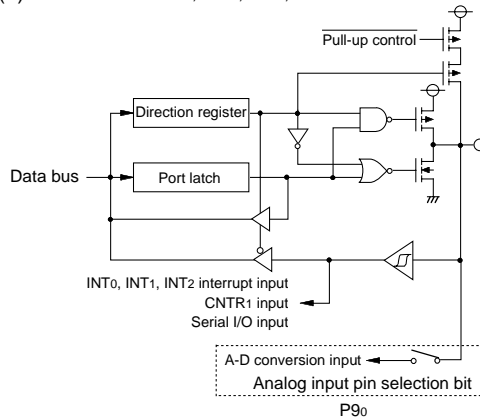 Pull-up control
Direction register
Data bus
Port latch
INT0, INT1, INT2 interrupt input
CNTR1 input
Serial I/O input
A-D conversion input
Analog input pin selection bit
P90